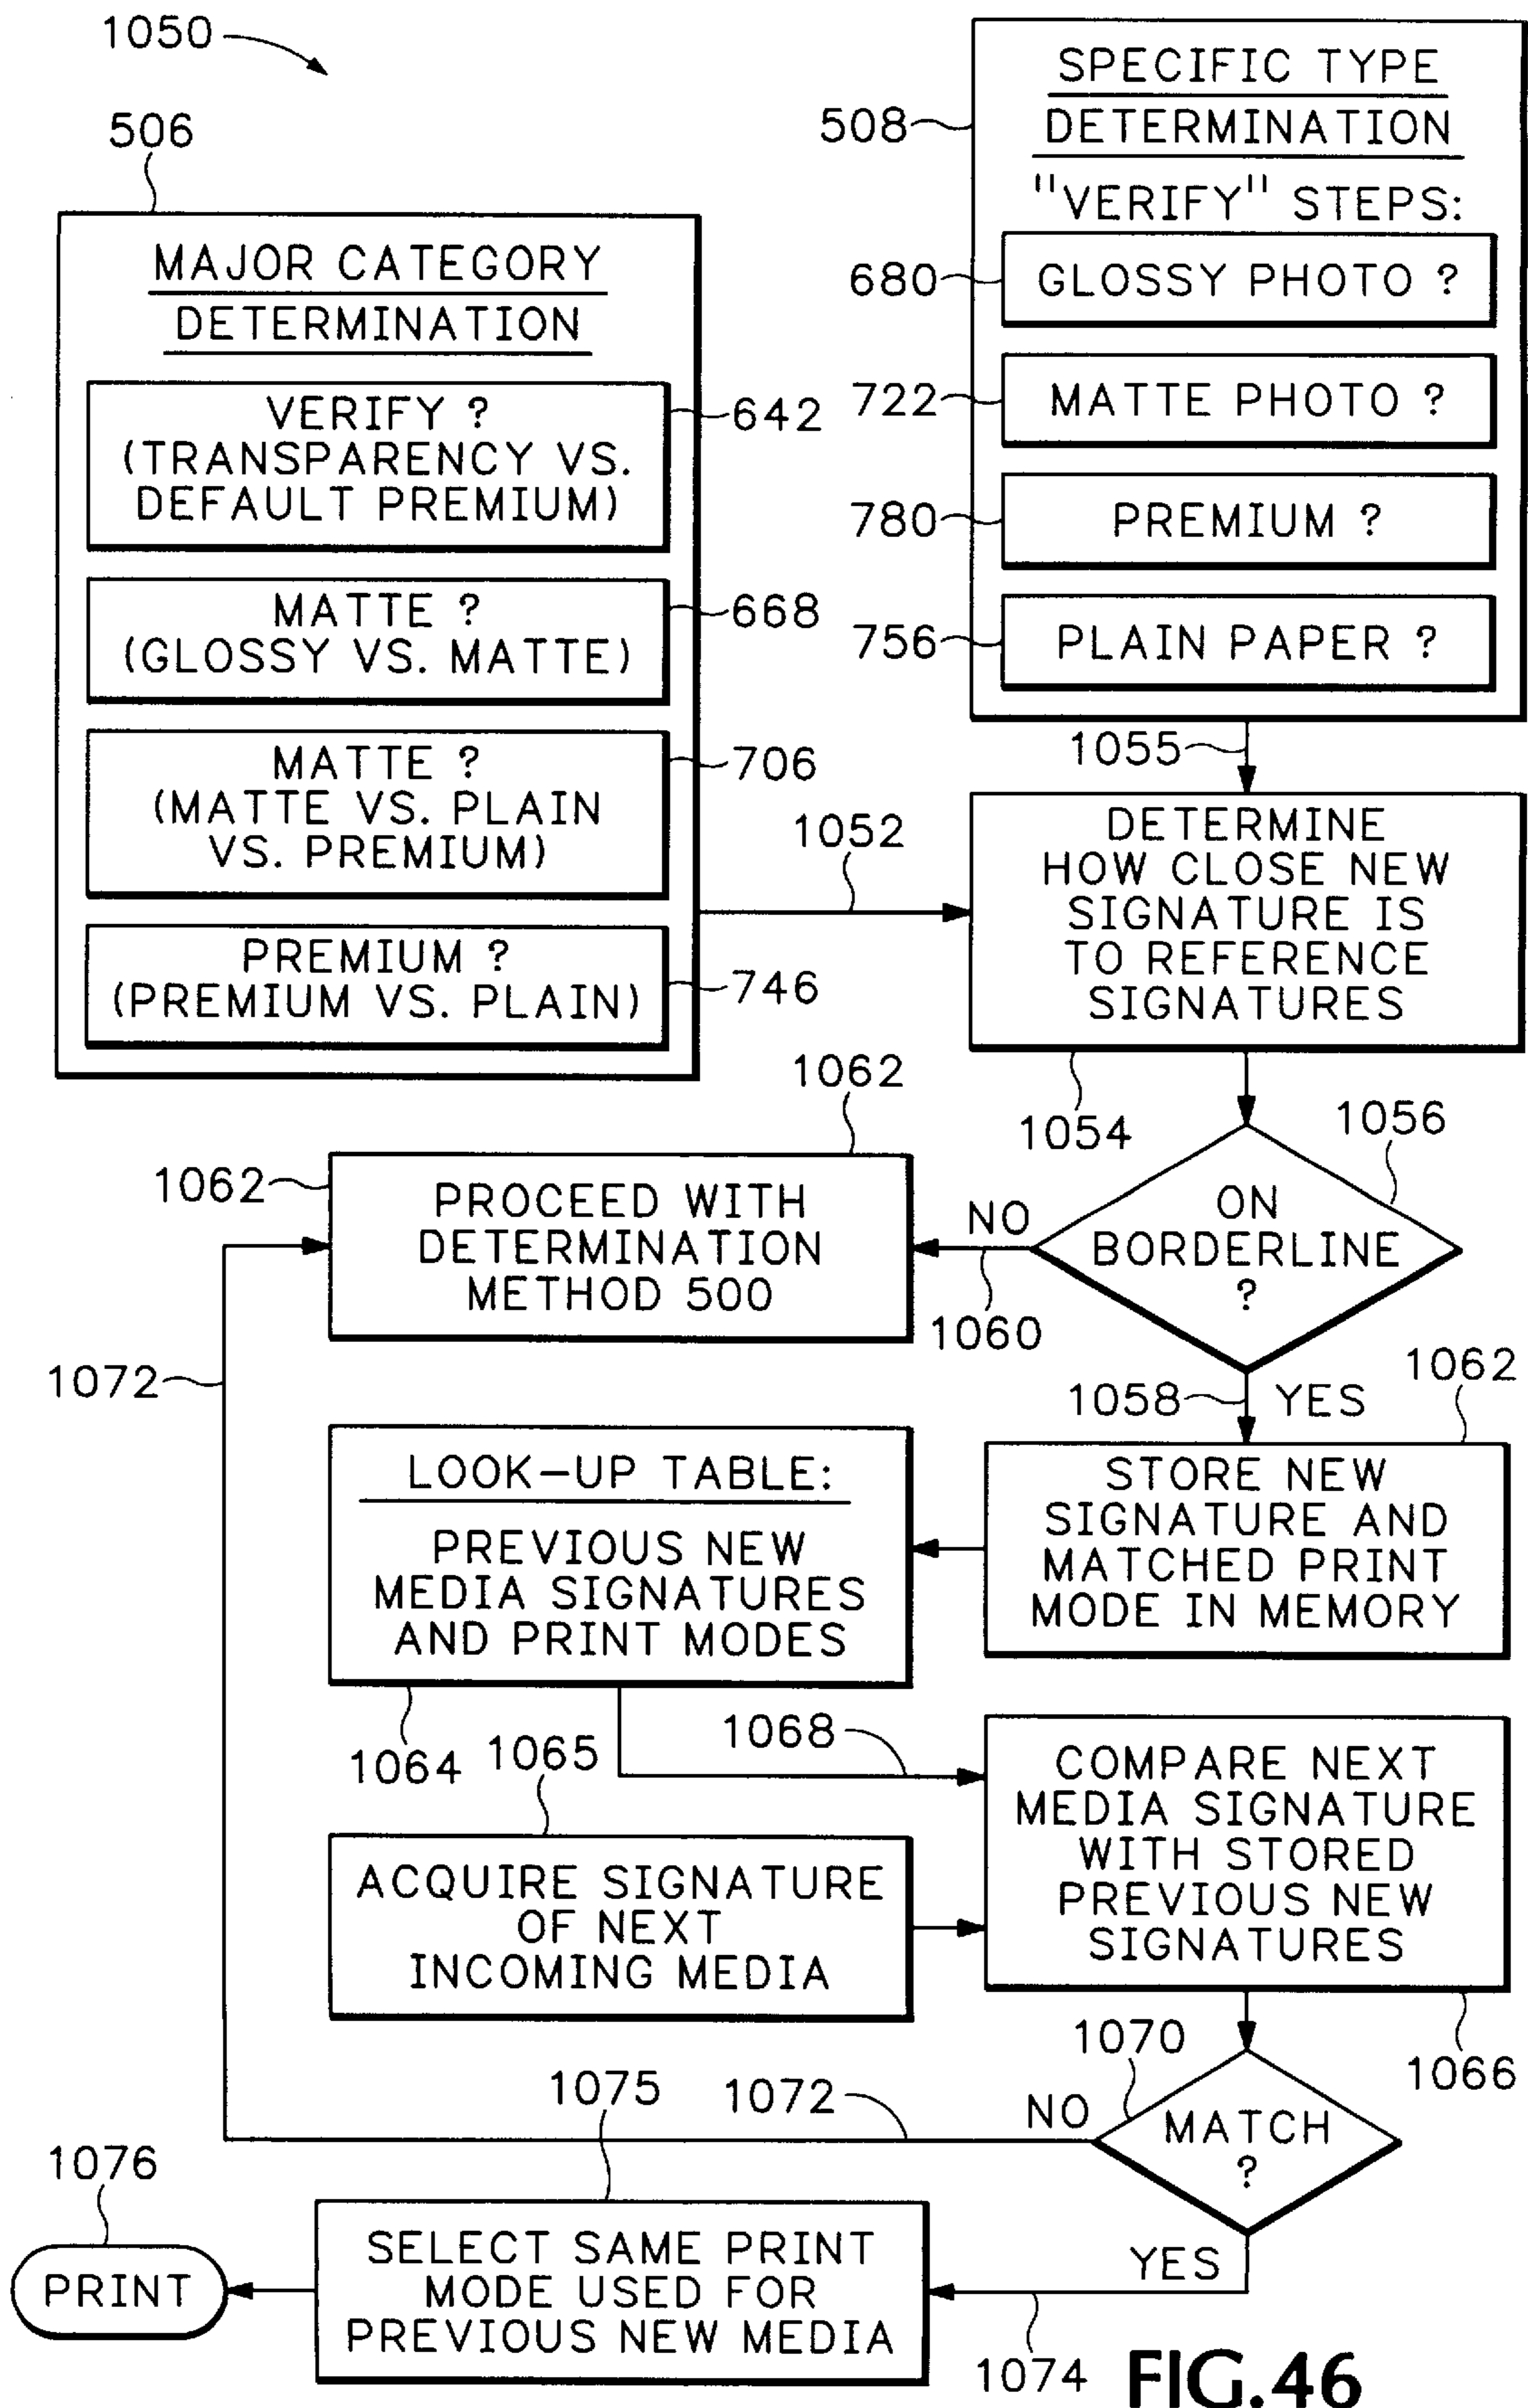 1050
506
MAJOR CATEGORY
DETERMINATION
VERIFY ?
(TRANSPARENCY VS.
DEFAULT PREMIUM)
642
MATTE ?
(GLOSSY VS. MATTE)
668
MATTE ?
(MATTE VS. PLAIN
VS. PREMIUM)
706
PREMIUM ?
(PREMIUM VS. PLAIN)
746
508
SPECIFIC TYPE
DETERMINATION
"VERIFY" STEPS:
680
GLOSSY PHOTO ?
722
MATTE PHOTO ?
780
PREMIUM ?
756
PLAIN PAPER ?
1055
1052
DETERMINE
HOW CLOSE NEW
SIGNATURE IS
TO REFERENCE
SIGNATURES
1054
1056
ON
BORDERLINE
?
NO
1060
1062
1062
PROCEED WITH
DETERMINATION
METHOD 500
1072
1058
YES
1062
STORE NEW
SIGNATURE AND
MATCHED PRINT
MODE IN MEMORY
LOOK-UP TABLE:
PREVIOUS NEW
MEDIA SIGNATURES
AND PRINT MODES
1064
1068
1065
ACQUIRE SIGNATURE
OF NEXT
INCOMING MEDIA
COMPARE NEXT
MEDIA SIGNATURE
WITH STORED
PREVIOUS NEW
SIGNATURES
1066
1070
MATCH
?
NO
1072
YES
1074
1075
SELECT SAME PRINT
MODE USED FOR
PREVIOUS NEW MEDIA
1076
PRINT
FIG.46